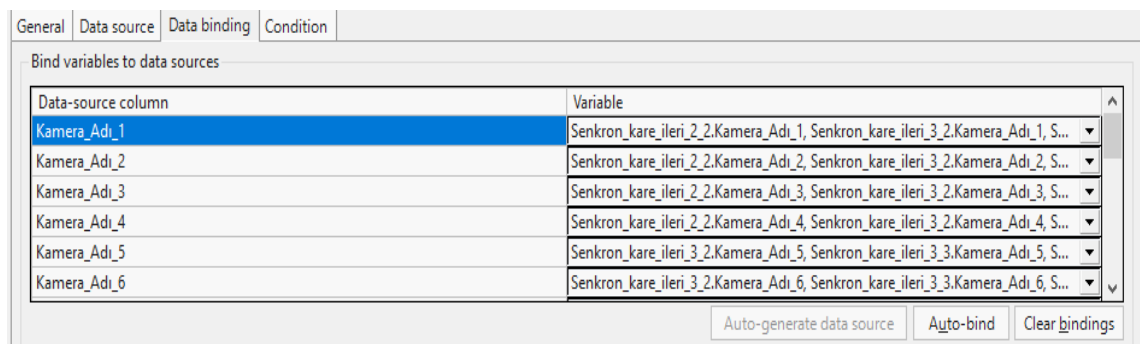 General Data source Data binding Condition
Bind variables to data sources
Data-source column Variable
Kamera_Adı_1 Senkron_kare_ileri_2_2.Kamera_Adı_1, Senkron_kare_ileri_3_2.Kamera_Adı_1, S...
Kamera_Adı_2 Senkron_kare_ileri_2_2.Kamera_Adı_2, Senkron_kare_ileri_3_2.Kamera_Adı_2, S...
Kamera_Adı_3 Senkron_kare_ileri_2_2.Kamera_Adı_3, Senkron_kare_ileri_3_2.Kamera_Adı_3, S...
Kamera_Adı_4 Senkron_kare_ileri_2_2.Kamera_Adı_4, Senkron_kare_ileri_3_2.Kamera_Adı_4, S...
Kamera_Adı_5 Senkron_kare_ileri_3_2.Kamera_Adı_5, Senkron_kare_ileri_3_3.Kamera_Adı_5, S...
Kamera_Adı_6 Senkron_kare_ileri_3_2.Kamera_Adı_6, Senkron_kare_ileri_3_3.Kamera_Adı_6, S...
Auto-generate data source Auto-bind Clear bindings